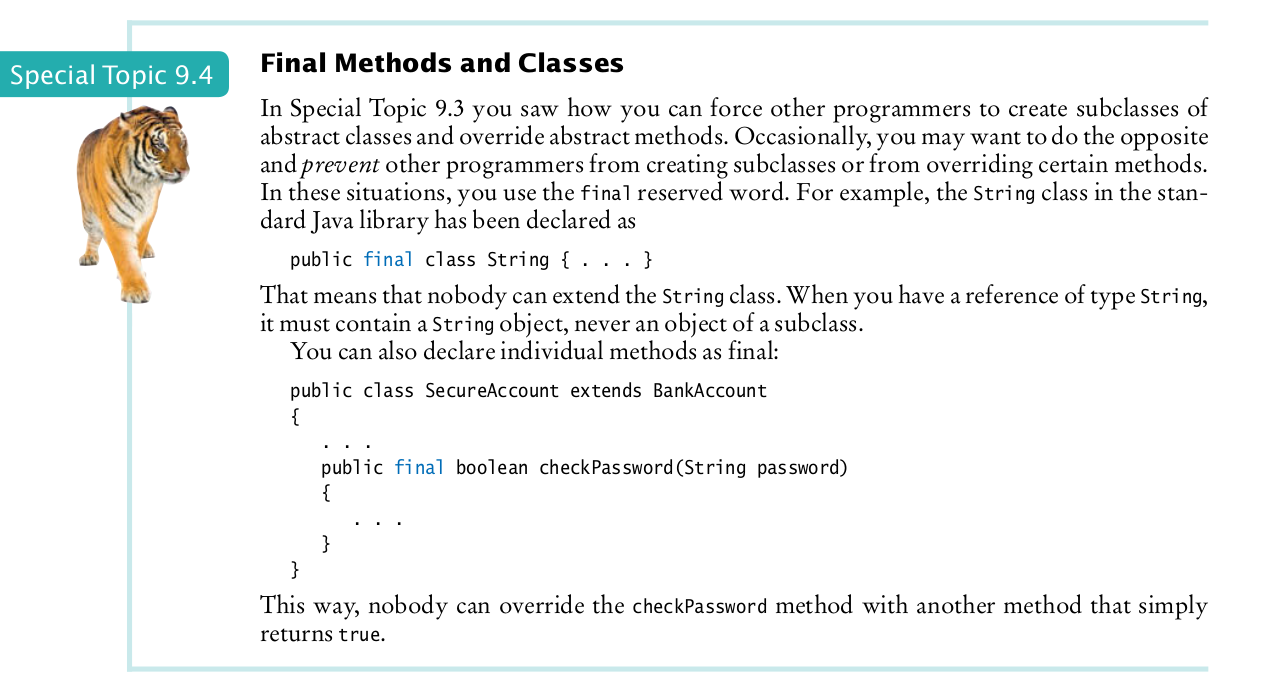 Special Topic 9.4
Final Methods and Classes
In Special Topic 9.3 you saw how you can force other programmers to create subclasses of
abstract classes and override abstract methods. Occasionally, you may want to do the opposite
and prevent other programmers from creating subclasses or from overriding certain methods.
In these situations, you use the final reserved word. For example, the String class in the stan-
dard Java library has been declared as
public final class String { . . . }
That means that nobody can extend the String class. When you have a reference of type String,
it must contain a String object, never an object of a subclass.
You can also declare individual methods as final:
public class SecureAccount extends BankAccount
{
. . .
public final boolean checkPassword(String password)
{
. . .
}
}
This way, nobody can override the checkPassword method with another method that simply
returns true.